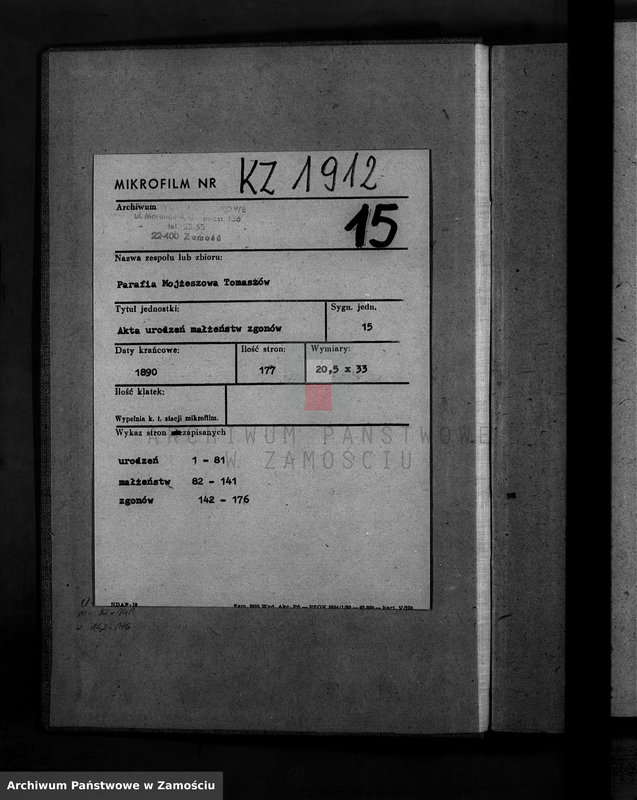 MIKROFILM NR KZ 1912
Archiwum
22-400 Zamość
15
Nazwa zespołu lub zbioru:
Parafia Mojżeszowa Tomaszów
Tytuł jednostki:
Sygn. jedn.
Akta urodzeń małżeństw zgonów
15
Daty krańcowe:
Ilość stron:
Wymiary:
1890
177
20,5 x 33
Ilość klatek:
Wypełnia k. t. stacji mikrofilm.
Wykaz stron zapisanych
ARCHIWUM PAŃSTWOWE
W ZAMOŚCIU
urodzeń 1 - 81
małżeństw 82 - 141
zgonów 142 - 176
Archiwum Państwowe w Zamościu